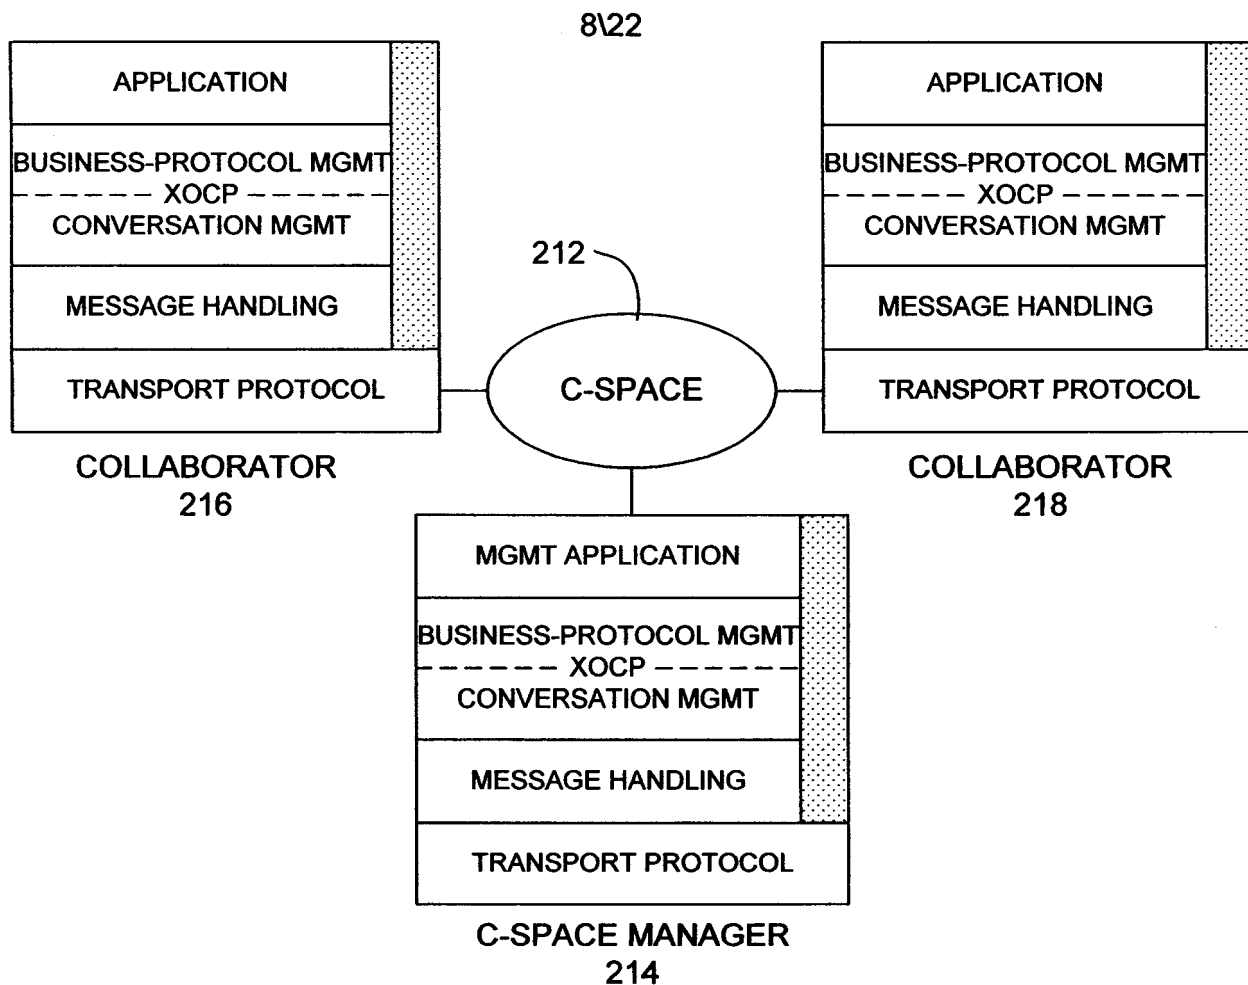 8\22
APPLICATION
BUSINESS-PROTOCOL MGMT
XOCP
CONVERSATION MGMT
MESSAGE HANDLING
TRANSPORT PROTOCOL
COLLABORATOR
216
APPLICATION
BUSINESS-PROTOCOL MGMT
XOCP
CONVERSATION MGMT
MESSAGE HANDLING
TRANSPORT PROTOCOL
COLLABORATOR
218
212
C-SPACE
MGMT APPLICATION
BUSINESS-PROTOCOL MGMT
XOCP
CONVERSATION MGMT
MESSAGE HANDLING
TRANSPORT PROTOCOL
C-SPACE MANAGER
214